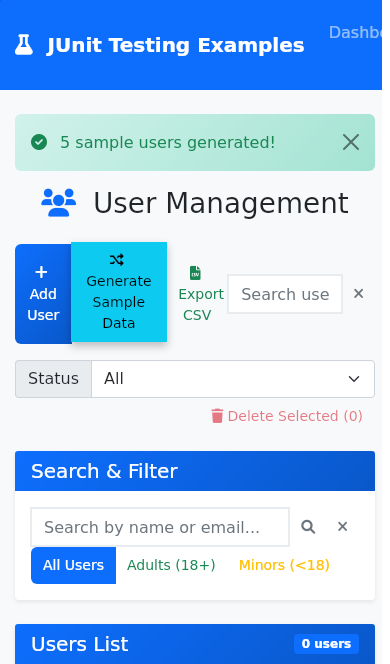 JUnit Testing Examples
Dashbo
5 sample users generated!
User Management
Add
User
Generate
Sample
Data
Export
CSV
Search use
Status
All
Delete Selected (0)
Search & Filter
Search by name or email...
All Users
Adults (18+)
Minors (<18)
Users List
0 users